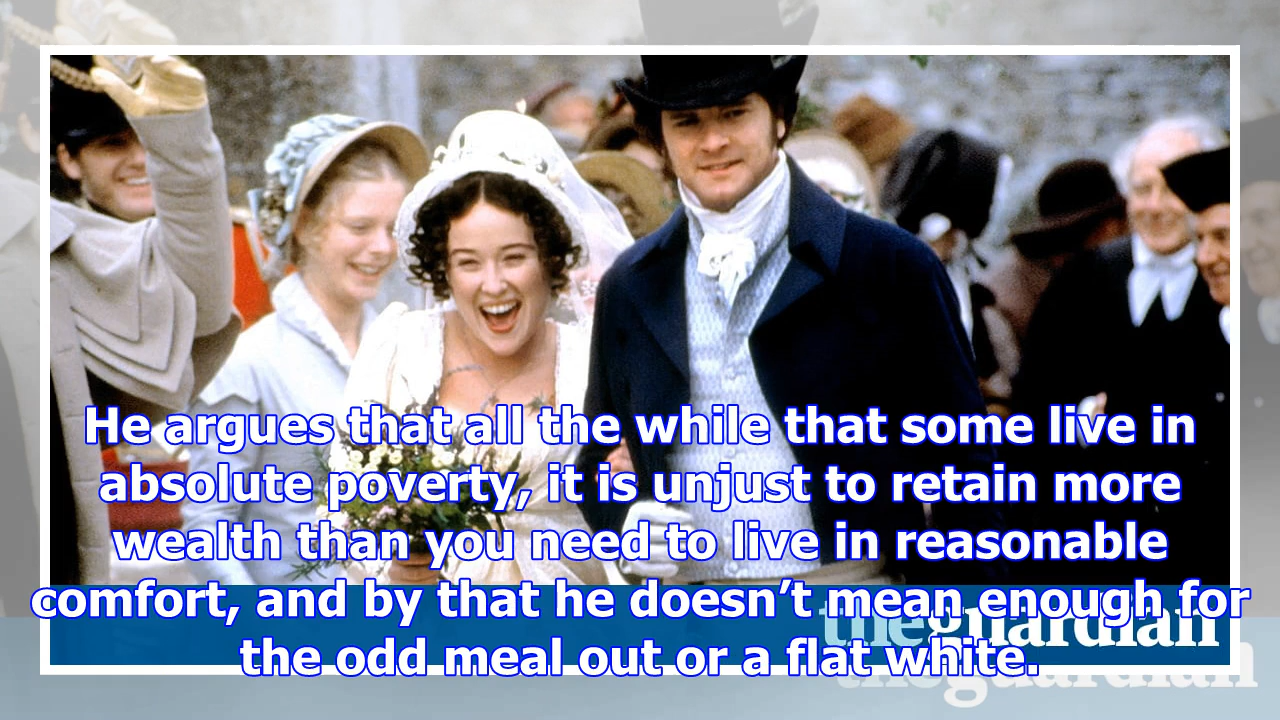 He argues that all the while that some live in
absolute poverty, it is unjust to retain more
wealth than you need to live in reasonable
comfort, and by that he doesn’t mean enough for
the odd meal out or a flat white.
theguardian
theguardian